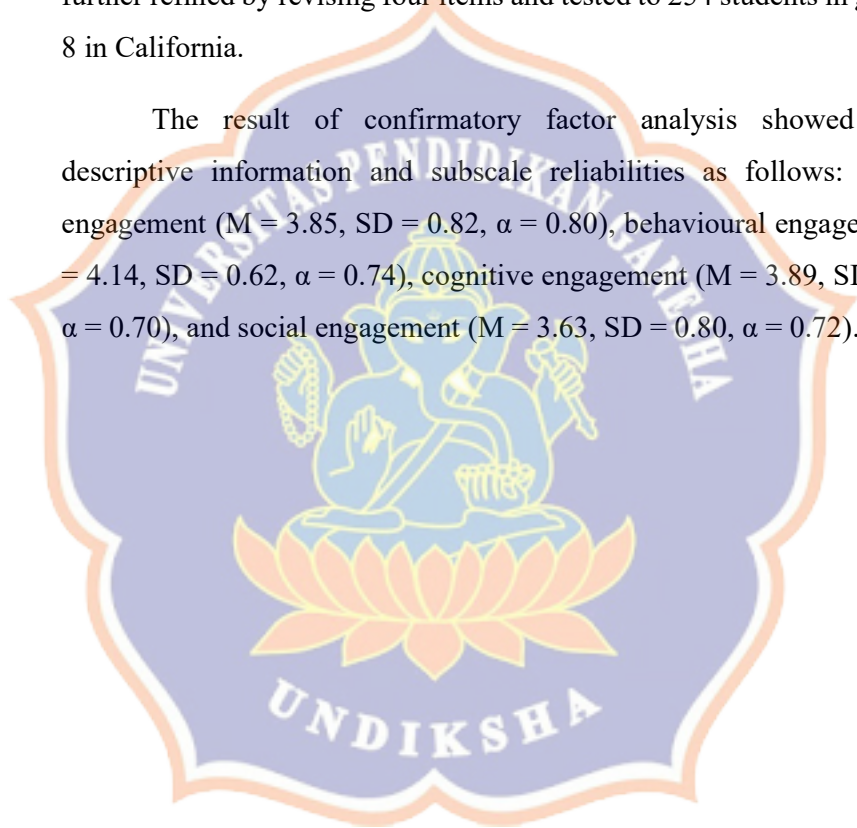 further refined by revising four items and tested to 254 students in
8 in California.
The result of confirmatory factor analysis showed
descriptive information and subscale reliabilities as follows:
engagement (M = 3.85, SD = 0.82, α = 0.80), behavioural
= 4.14, SD = 0.62, α = 0.74), cognitive engagement (M = 3.89,
α = 0.70), and social engagement (M = 3.63, SD = 0.80, α = 0.72).
UNIVERSITAS PENDIDIKAN GANESHA
UNDIKSHA